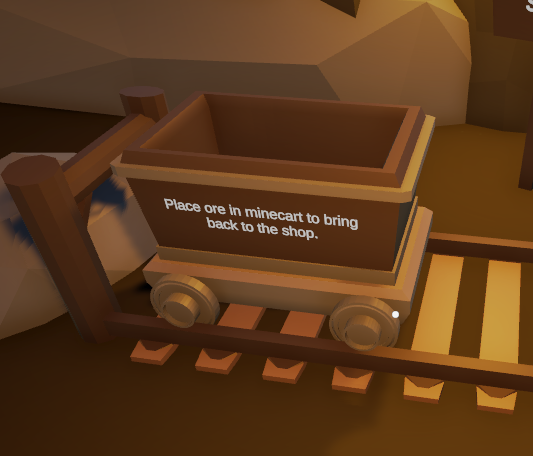 Place ore in minecart to bring
back to the shop.